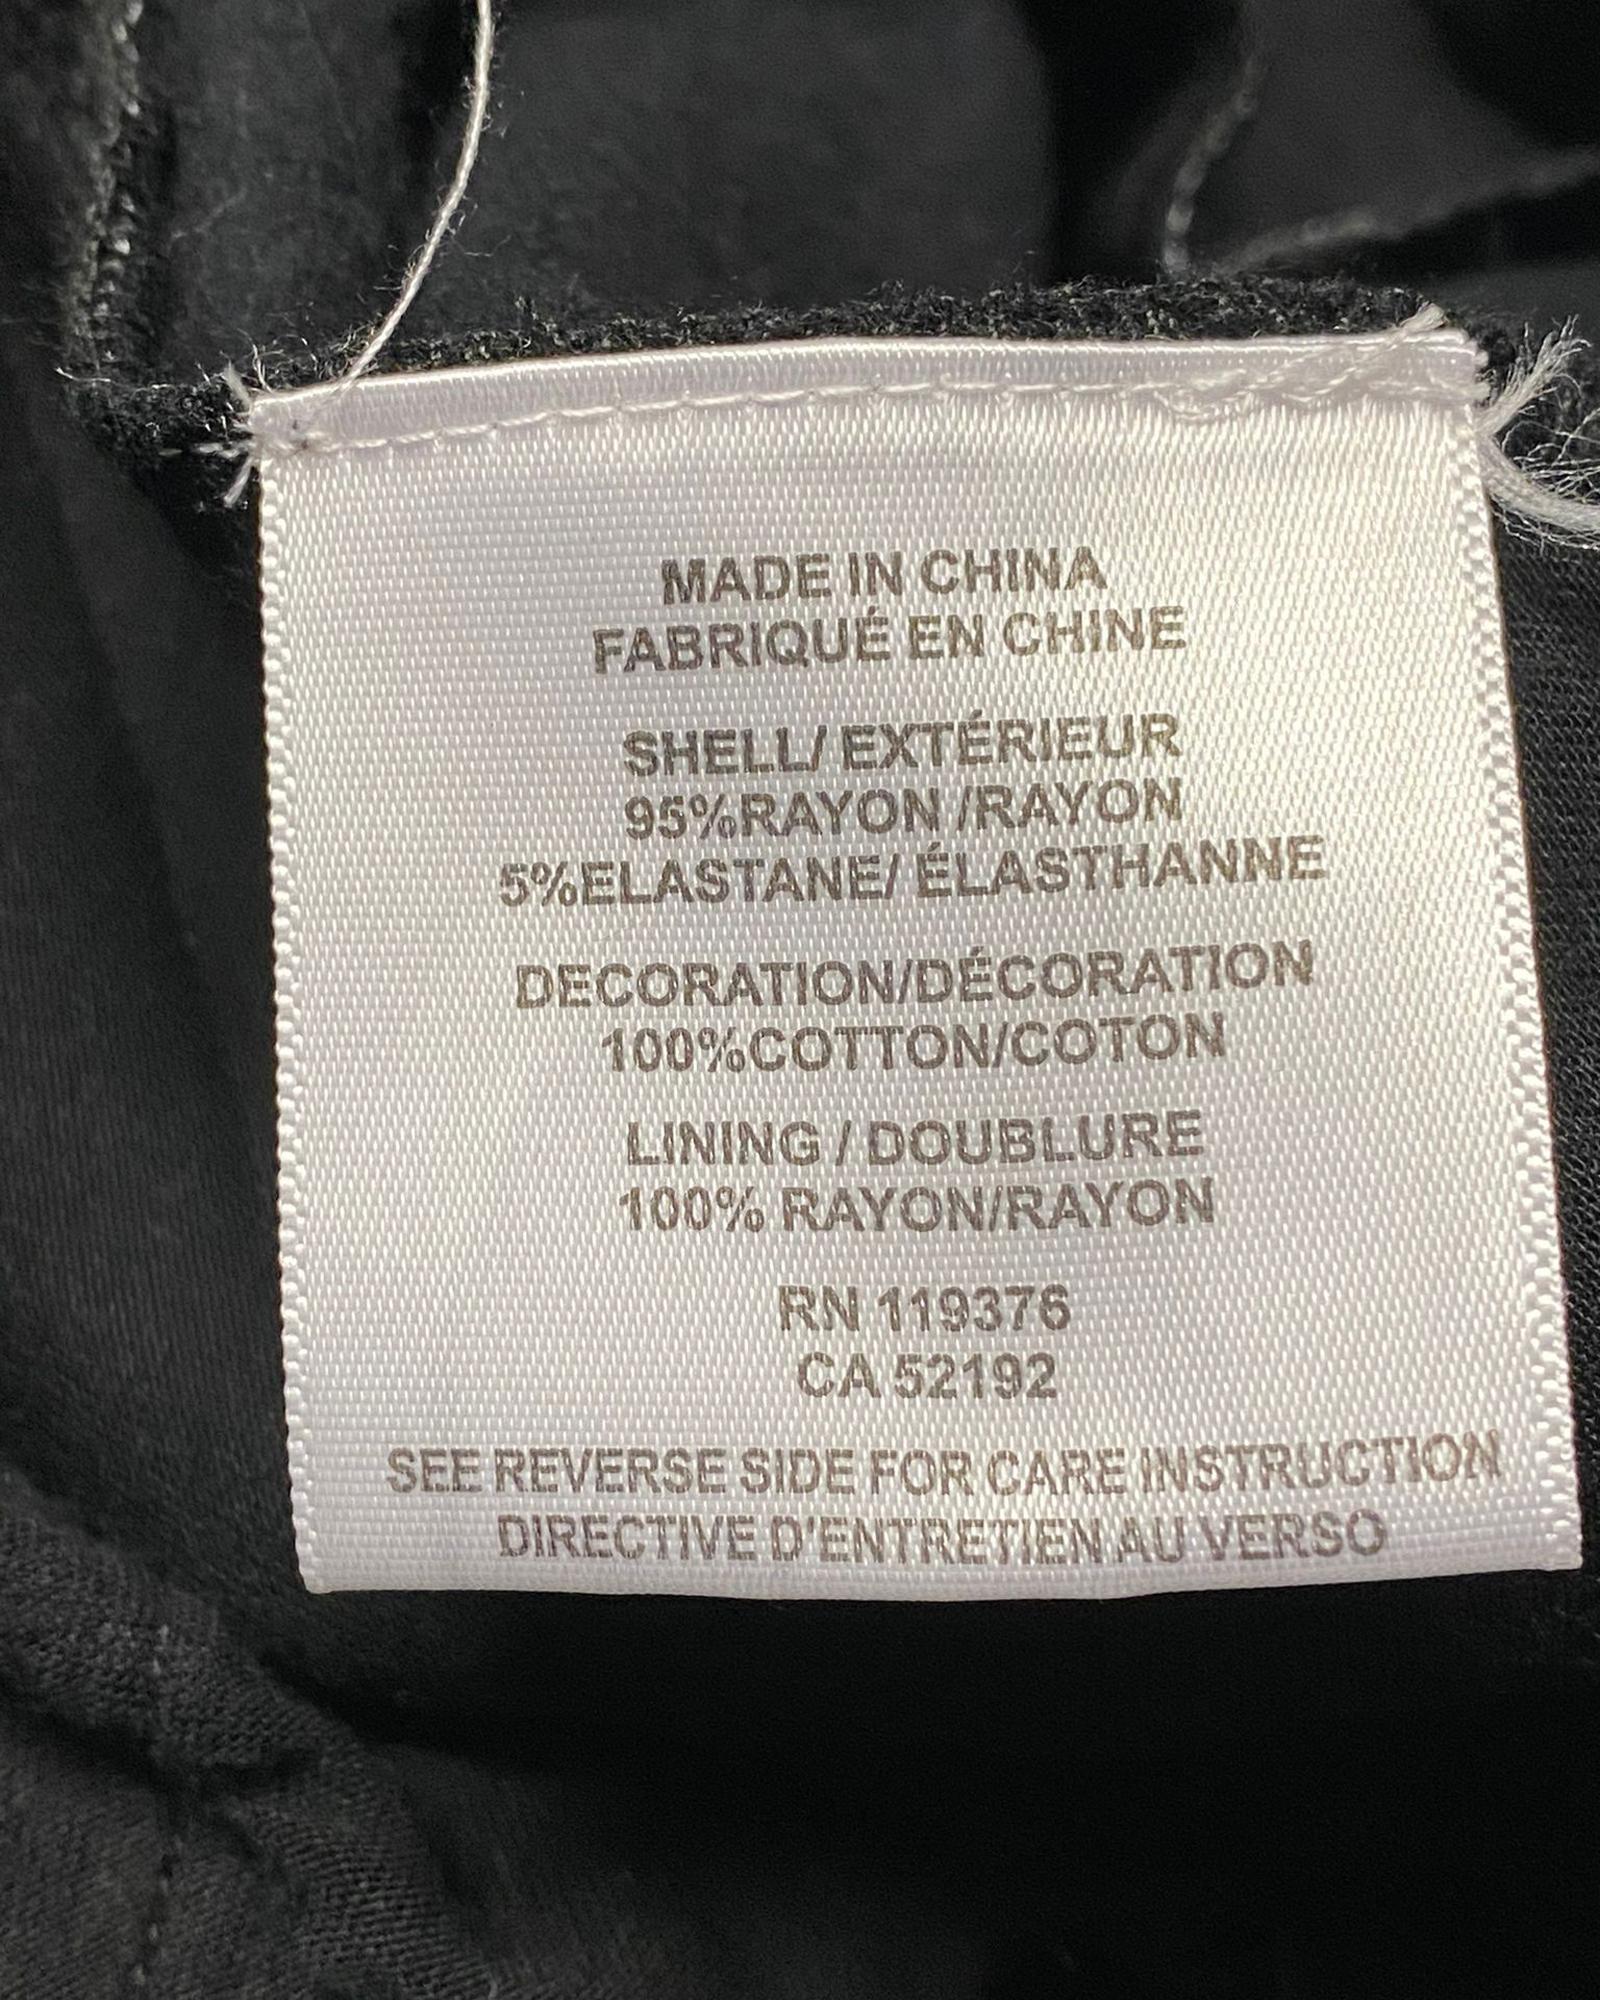 MADE IN CHINA
FABRIQUÉ EN CHINE
SHELL/ EXTÉRIEUR
95%RAYON /RAYON
5%ELASTANE/ ÉLASTHANNE
DECORATION/DÉCORATION
100%COTTON/COTON
LINING / DOUBLURE
100% RAYON/RAYON
RN 119376
CA 52192
SEE REVERSE SIDE FOR CARE INSTRUCTION
DIRECTIVE D'ENTRETIEN AU VERSO